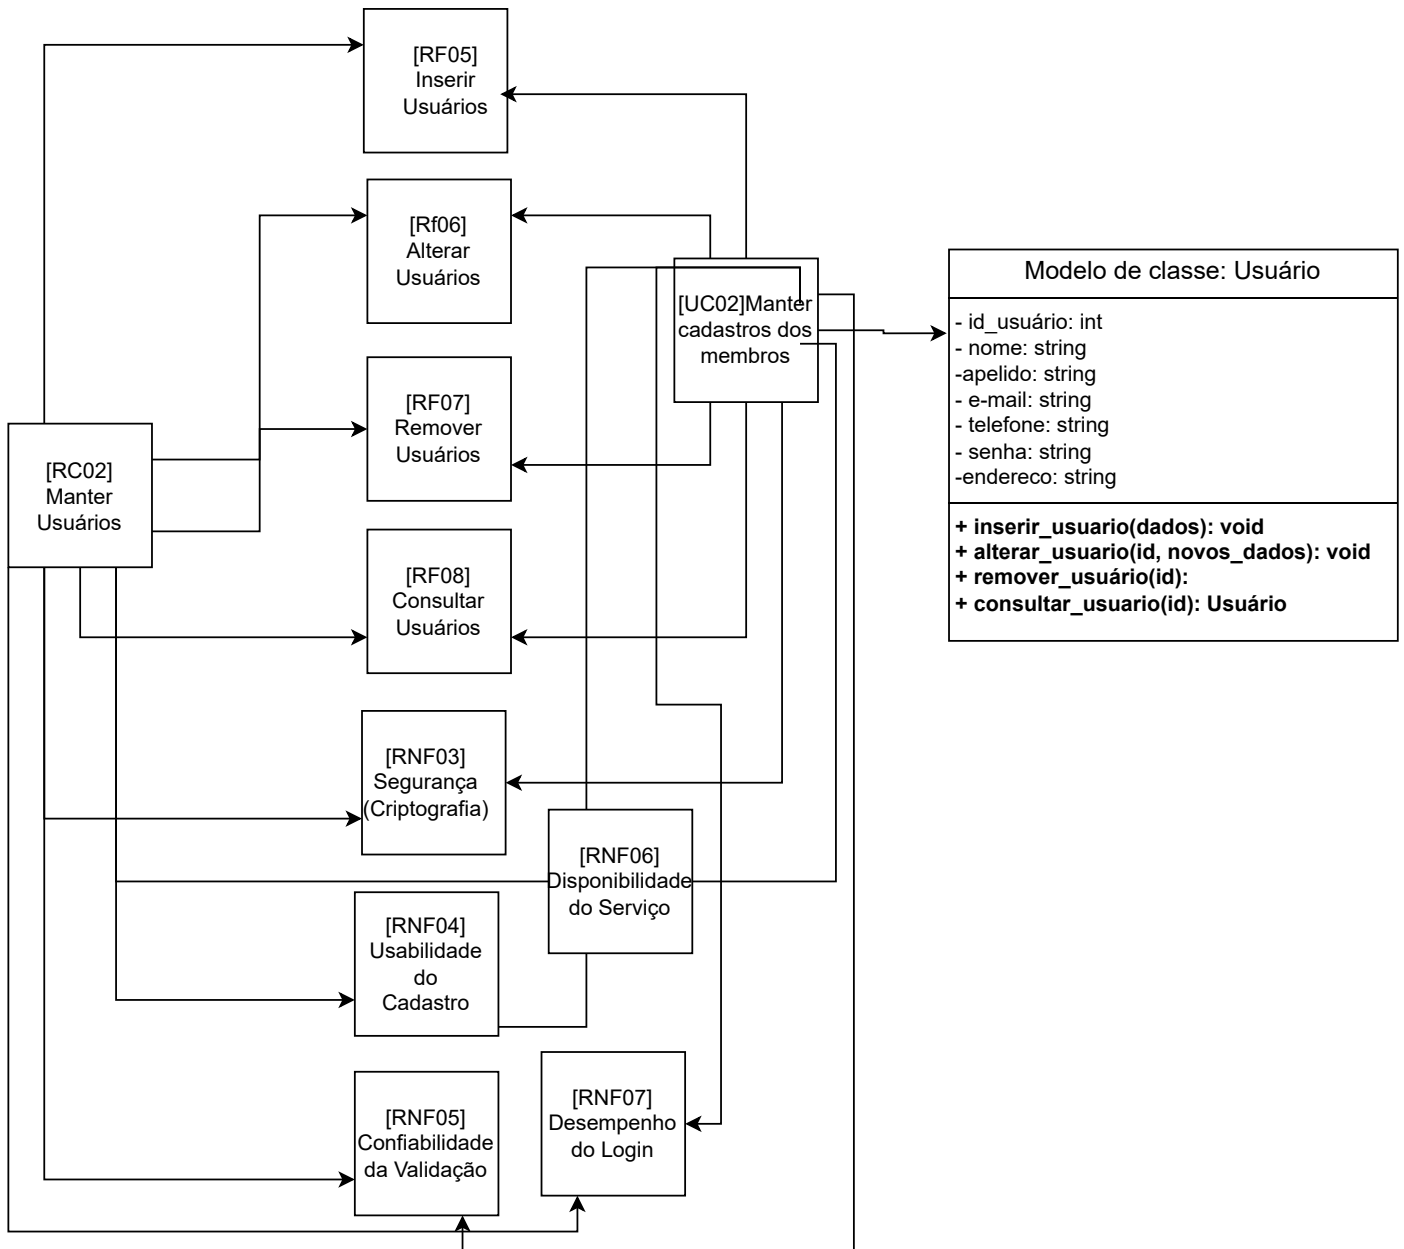 [RF05]
Inserir
Usuários
[Rf06]
Alterar
Usuários
[UC02]Manter
cadastros dos
membros
Modelo de classe: Usuário
- id_usuário: int
- nome: string
-apelido: string
- e-mail: string
- telefone: string
- senha: string
-endereco: string
+ inserir_usuario(dados): void
+ alterar_usuario(id, novos_dados): void
+ remover_usuário(id):
+ consultar_usuario(id): Usuário
[RF07]
Remover
Usuários
[RC02]
Manter
Usuários
[RF08]
Consultar
Usuários
[RNF03]
Segurança
(Criptografia)
[RNF06]
Disponibilidade
do Serviço
[RNF04]
Usabilidade
do
Cadastro
[RNF05]
Confiabilidade
da Validação
[RNF07]
Desempenho
do Login